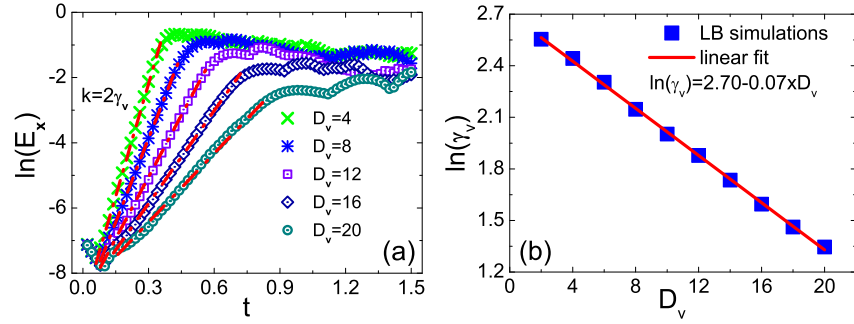 0
-2
-4
-6
-8
ln(E_x)
k=2γ_v
D_v=4
D_v=8
D_v=12
D_v=16
D_v=20
(a)
0.0 0.3 0.6 0.9 1.2 1.5
t
2.7
2.4
2.1
1.8
1.5
1.2
ln(γ_v)
LB simulations
linear fit
ln(γ_v)=2.70-0.07xD_v
(b)
0 4 8 12 16 20
D_v